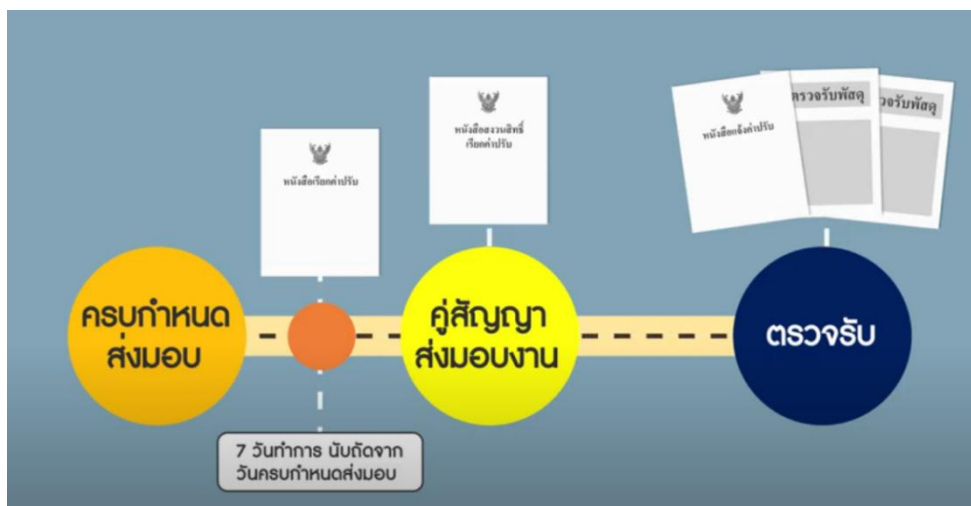 หนังสือเรียกค่าปรับ
หนังสือสงวนสิทธิ์
เรียกค่าปรับ
หนังสือแจ้งค่าปรับ
ตรวจรับพัสดุ
วจรับพัสดุ
ครบกำหนด
ส่งมอบ
คู่สัญญา
ส่งมอบงาน
ตรวจรับ
7 วันทำการ นับถัดจาก
วันครบกำหนดส่งมอบ